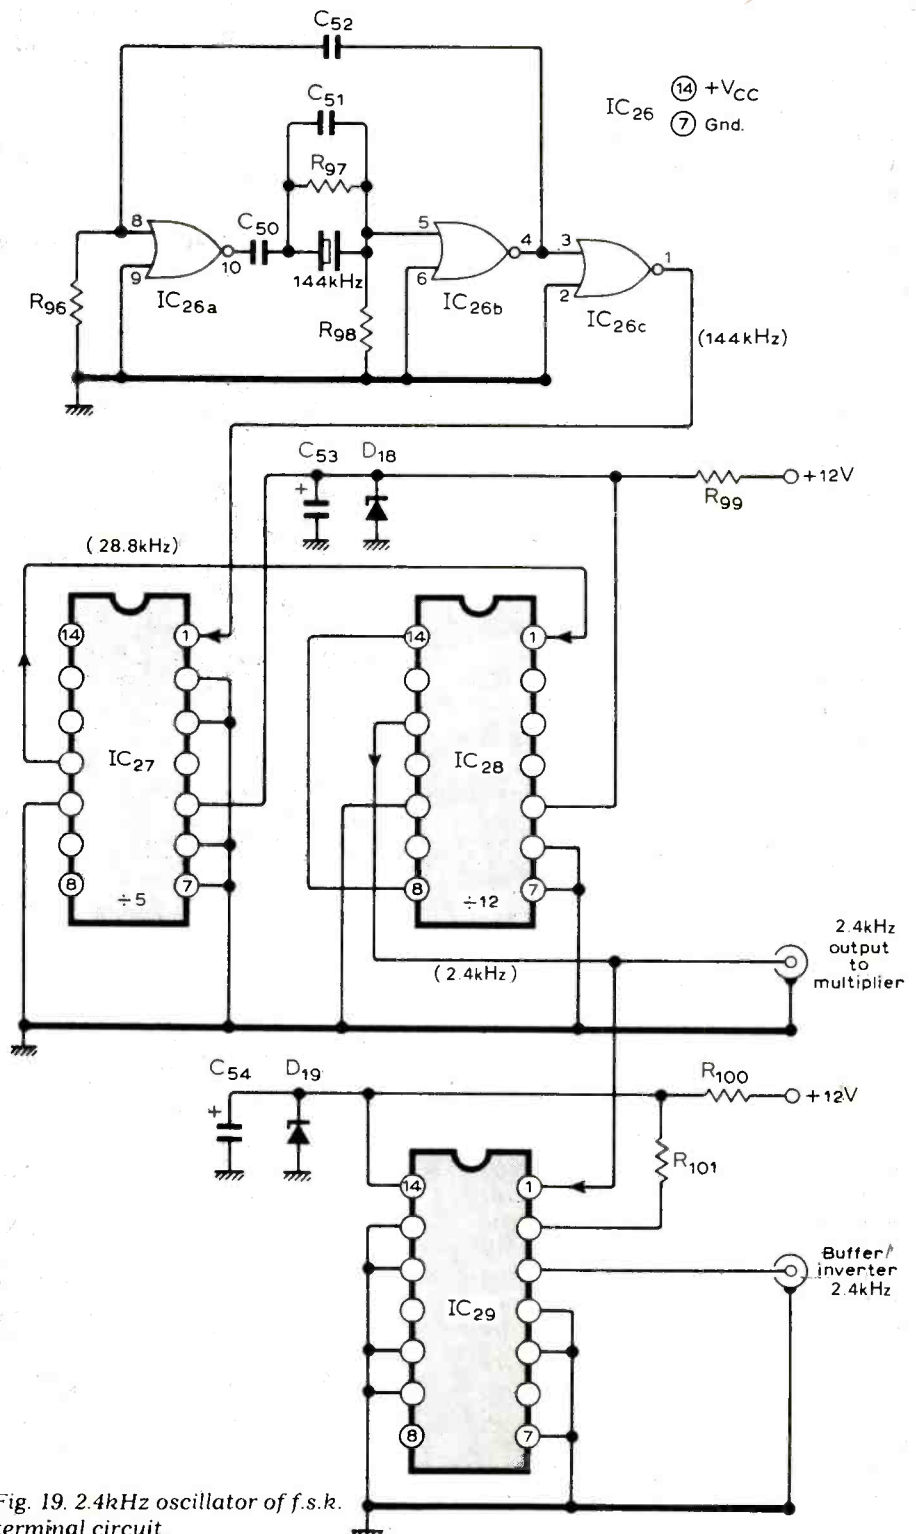 C52
C51
R97
C50
8
9
10
R96
IC26a
144kHz
R98
5
6
4
IC26b
3
2
1
IC26c
IC26
14 +VCC
7 Gnd.
(144kHz)
C53
D18
+
R99
+12V
(28.8kHz)
14
1
IC27
8
7
÷5
14
1
IC28
8
7
÷12
(2.4kHz)
2.4kHz
output
to
multiplier
C54
D19
+
R100
+12V
R101
14
1
IC29
8
7
Buffer/
inverter
2.4kHz
Fig. 19. 2.4kHz oscillator of f.s.k.
terminal circuit.